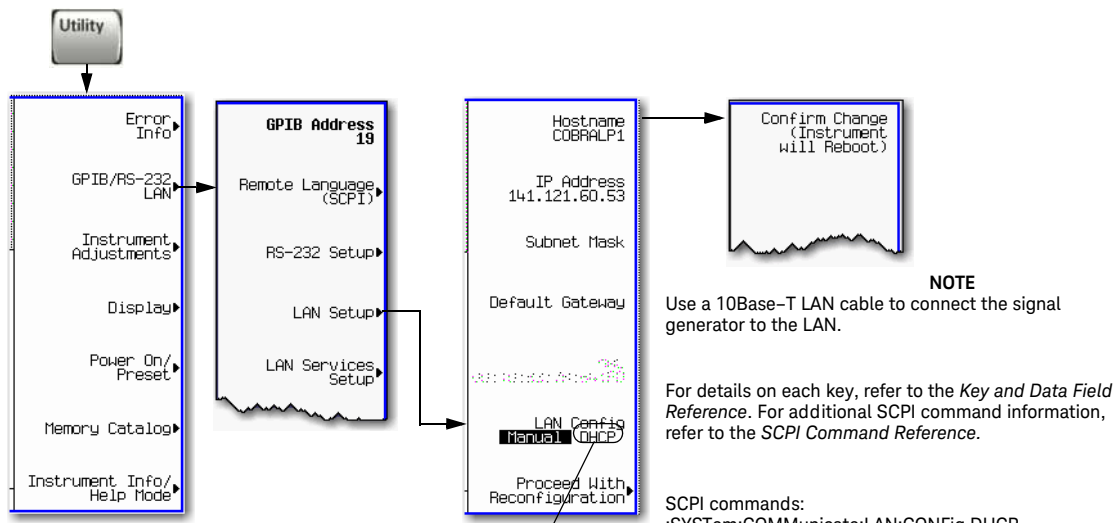 Utility
Error
Info
GPIB/RS-232
LAN
Instrument
Adjustments
Display
Power On/
Preset
Memory Catalog
Instrument Info/
Help Mode
GPIB Address
19
Remote Language
(SCPI)
RS-232 Setup
LAN Setup
LAN Services
Setup
Hostname
COBRALP1
IP Address
141.121.60.53
Subnet Mask
Default Gateway
LAN Config
Manual DHCP
Proceed With
Reconfiguration
Confirm Change
(Instrument
will Reboot)
NOTE
Use a 10Base–T LAN cable to connect the signal
generator to the LAN.
For details on each key, refer to the Key and Data Field
Reference. For additional SCPI command information,
refer to the SCPI Command Reference.
SCPI commands:
:SYSTem:COMMunicate:LAN:CONFig DHCP